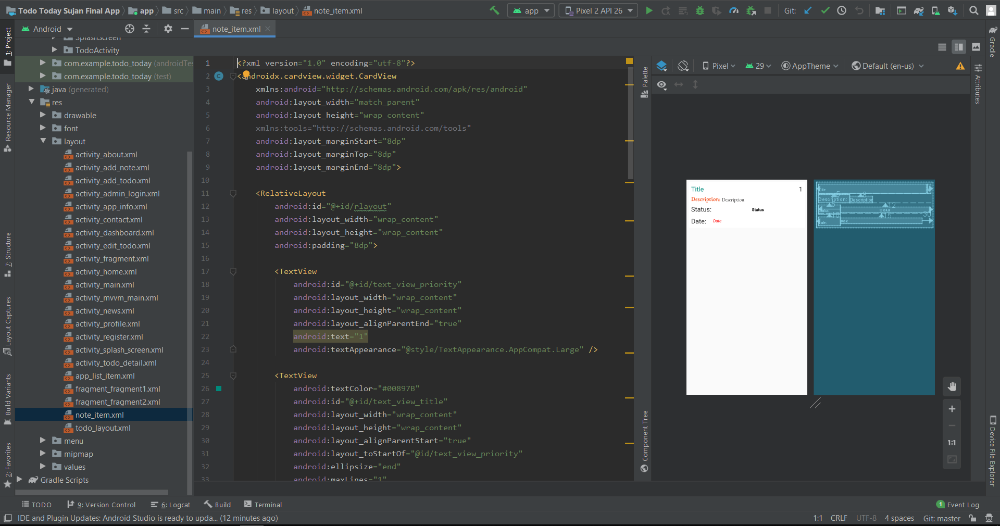 Todo Today Sujan Final App
app
src
main
res
layout
note_item.xml
app
Pixel 2 API 26
Git:
Android
note_item.xml
1: Project
Resource Manager
7: Structure
Layout Captures
Build Variants
2: Favorites
SplashScreen
TodoActivity
com.example.todo_today (androidTes
com.example.todo_today (test)
java (generated)
res
drawable
font
layout
activity_about.xml
activity_add_note.xml
activity_add_todo.xml
activity_admin_login.xml
activity_app_info.xml
activity_contact.xml
activity_dashboard.xml
activity_edit_todo.xml
activity_fragment.xml
activity_home.xml
activity_main.xml
activity_mvvm_main.xml
activity_news.xml
activity_profile.xml
activity_register.xml
activity_splash_screen.xml
activity_todo_detail.xml
app_list_item.xml
fragment_fragment1.xml
fragment_fragment2.xml
note_item.xml
todo_layout.xml
menu
mipmap
values
Gradle Scripts
1 <?xml version="1.0" encoding="utf-8"?>
2 <androidx.cardview.widget.CardView
3 xmlns:android="http://schemas.android.com/apk/res/android"
4 android:layout_width="match_parent"
5 android:layout_height="wrap_content"
6 xmlns:tools="http://schemas.android.com/tools"
7 android:layout_marginStart="8dp"
8 android:layout_marginTop="8dp"
9 android:layout_marginEnd="8dp">
10
11 <RelativeLayout
12 android:id="@+id/rlayout"
13 android:layout_width="wrap_content"
14 android:layout_height="wrap_content"
15 android:padding="8dp">
16
17 <TextView
18 android:id="@+id/text_view_priority"
19 android:layout_width="wrap_content"
20 android:layout_height="wrap_content"
21 android:layout_alignParentEnd="true"
22 android:text="1"
23 android:textAppearance="@style/TextAppearance.AppCompat.Large" />
24
25 <TextView
26 android:textColor="#00897B"
27 android:id="@+id/text_view_title"
28 android:layout_width="wrap_content"
29 android:layout_height="wrap_content"
30 android:layout_alignParentStart="true"
31 android:layout_toStartOf="@id/text_view_priority"
32 android:ellipsize="end"
33 android:maxLines="1"
Palette
Component Tree
Pixel
29
AppTheme
Default (en-us)
Title 1
Description: Description
Status: Status
Date: Date
Description: Description
12
Status
15
1:1
Gradle
Attributes
Device File Explorer
TODO
9: Version Control
6: Logcat
Build
Terminal
1 Event Log
IDE and Plugin Updates: Android Studio is ready to upda... (12 minutes ago)
1:1 CRLF UTF-8 4 spaces Git: master